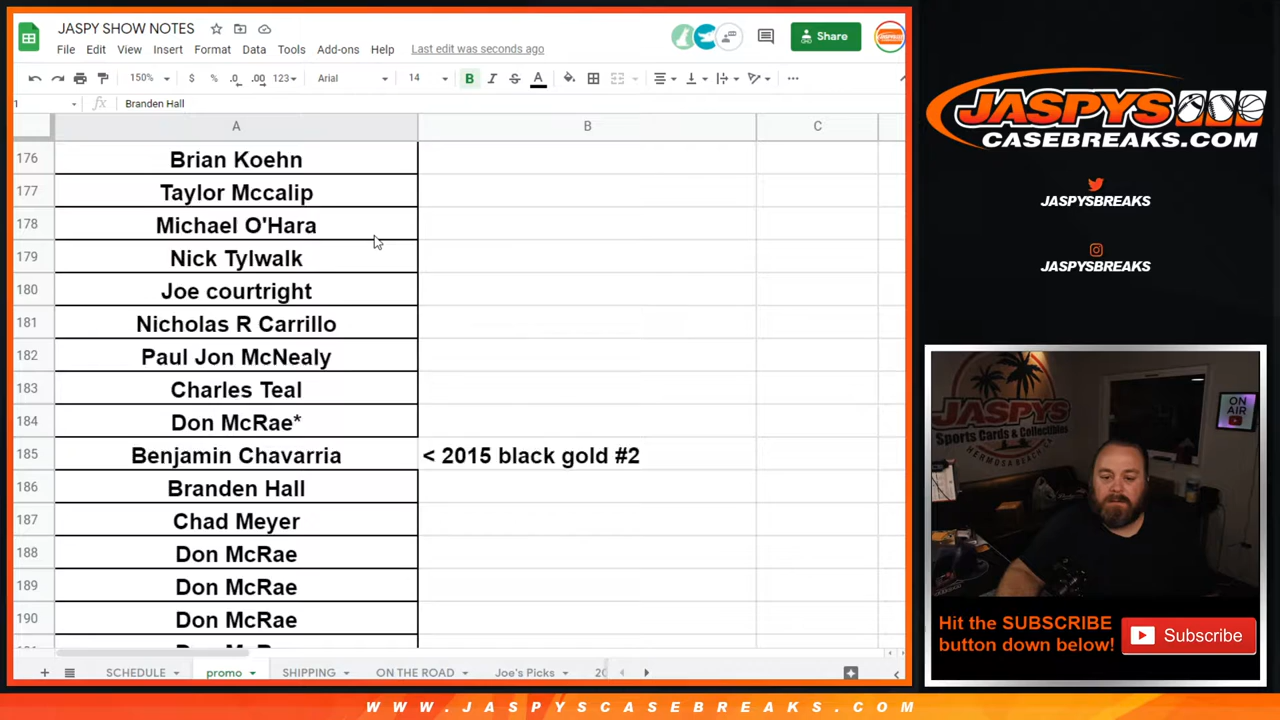 JASPY SHOW NOTES
File Edit View Insert Format Data Tools Add-ons Help Last edit was seconds ago
Share
150% $ % .0 .00 123 Arial 14 B I S A
1 fx Branden Hall
A B C
176 Brian Koehn
177 Taylor Mccalip
178 Michael O'Hara
179 Nick Tylwalk
180 Joe courtright
181 Nicholas R Carrillo
182 Paul Jon McNealy
183 Charles Teal
184 Don McRae*
185 Benjamin Chavarria < 2015 black gold #2
186 Branden Hall
187 Chad Meyer
188 Don McRae
189 Don McRae
190 Don McRae
SCHEDULE promo SHIPPING ON THE ROAD Joe's Picks 20
JASPYS
CASEBREAKS.COM
JASPYSBREAKS
JASPYSBREAKS
JASPYS
Sports Cards & Collectibles
HERMOSA BEACH
ON
AIR
Hit the SUBSCRIBE
button down below!
Subscribe
WWW.JASPYSCASEBREAKS.COM